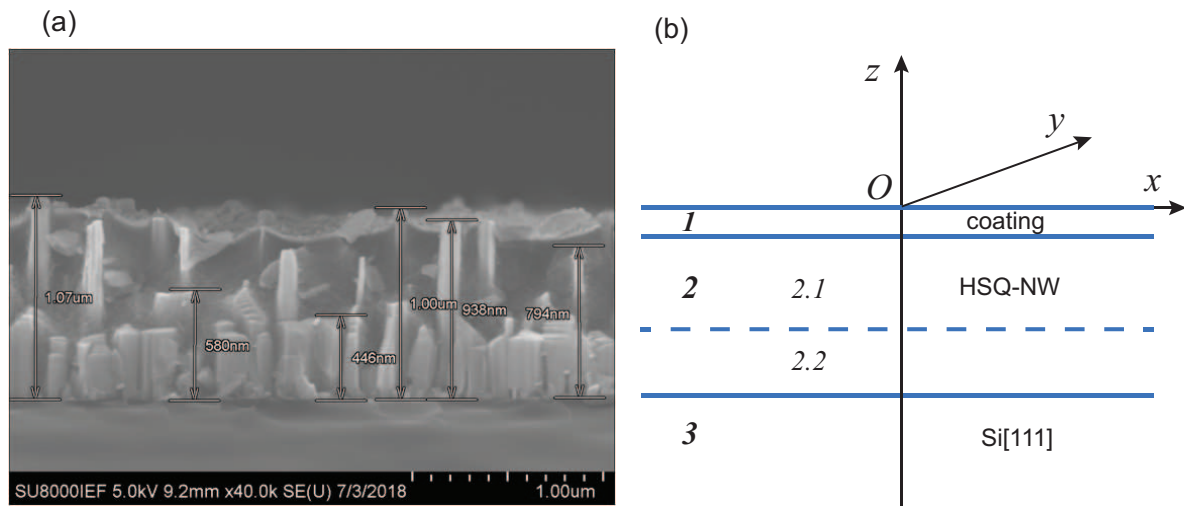 (a)
1.07um
580nm
446nm
1.00um
938nm
794nm
SU8000IEF 5.0kV 9.2mm x40.0k SE(U) 7/3/2018
1.00um
(b)
z
y
O
x
1
coating
2
2.1
HSQ-NW
2.2
3
Si[111]